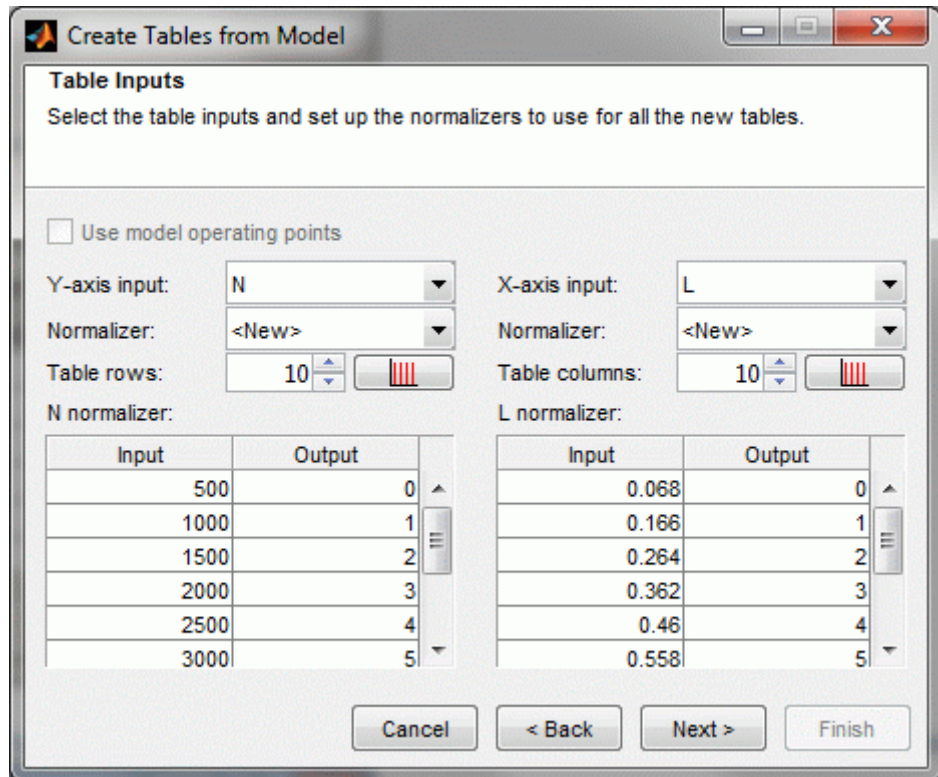 Create Tables from Model
Table Inputs
Select the table inputs and set up the normalizers to use for all the new tables.
Use model operating points
Y-axis input: N X-axis input: L
Normalizer: <New> Normalizer: <New>
Table rows: 10 Table columns: 10
N normalizer: L normalizer:
Input Output Input Output
500 0 0.068 0
1000 1 0.166 1
1500 2 0.264 2
2000 3 0.362 3
2500 4 0.46 4
3000 5 0.558 5
Cancel < Back Next > Finish